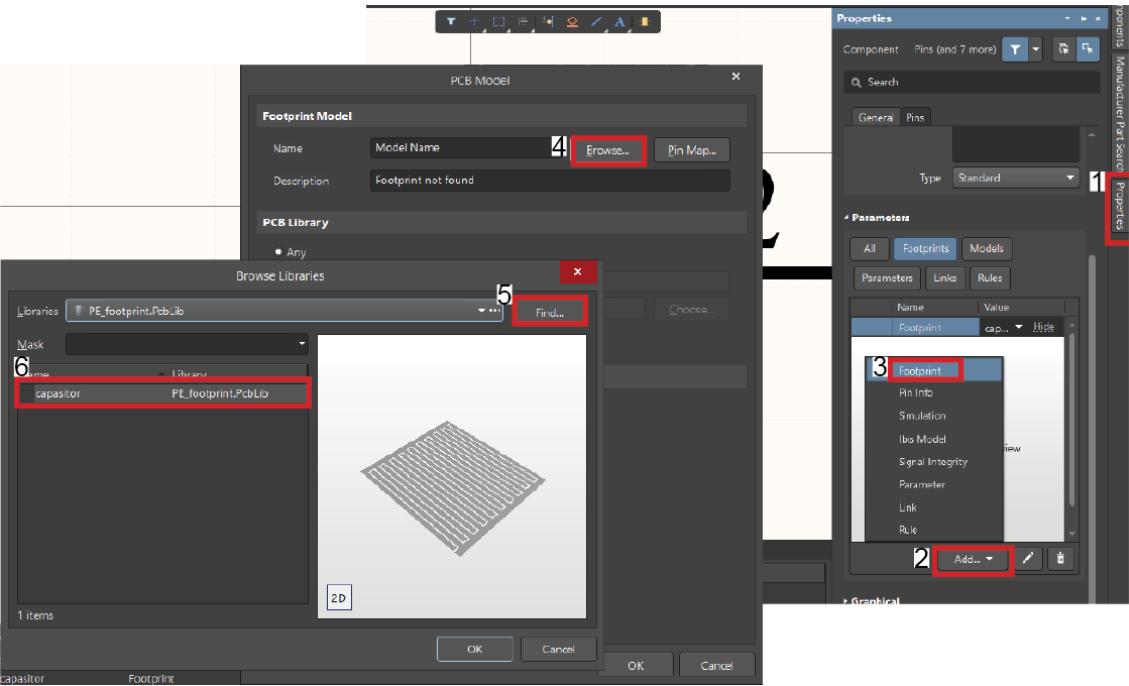 Properties
Component Pins (and 7 more)
Search
General Pins
Type Standard
1
Manufacturer Part Search
Properties
Parameters
All Footprints Models
Parameters Links Rules
Name Value
Footprint cap... Hide
3
Footprint
Pin Info
Simulation
Ibis Model
Signal Integrity
Parameter
Link
Rule
2
Add...
Graphical
PCB Model
Footprint Model
Name Model Name 4 Browse... Pin Map...
Description Footprint not found
PCB Library
Any
Choose...
OK Cancel
Browse Libraries
5
Libraries PE_footprint.PcbLib Find...
Mask
6
Library
capasitor PE_footprint.PcbLib
2D
1 items
OK Cancel
capasitor Footprint